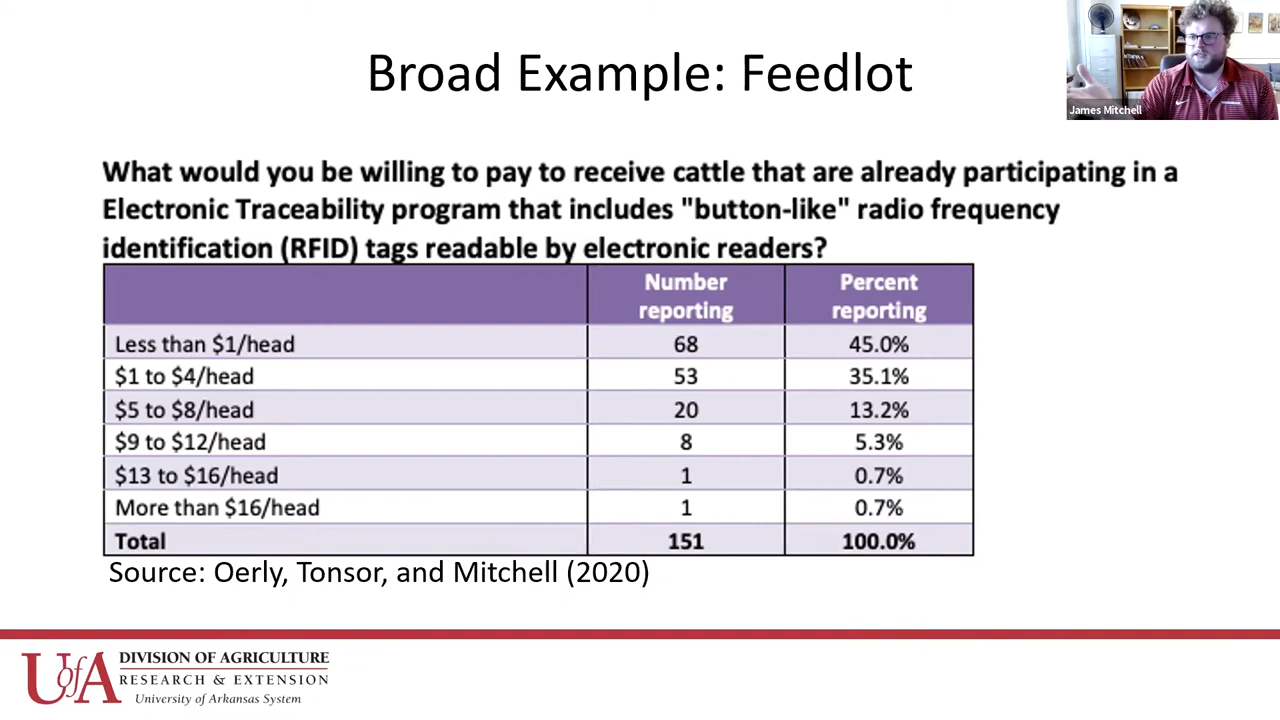 Broad Example: Feedlot
James Mitchell
What would you be willing to pay to receive cattle that are already participating in a
Electronic Traceability program that includes "button-like" radio frequency
identification (RFID) tags readable by electronic readers?
Number reporting Percent reporting
Less than $1/head 68 45.0%
$1 to $4/head 53 35.1%
$5 to $8/head 20 13.2%
$9 to $12/head 8 5.3%
$13 to $16/head 1 0.7%
More than $16/head 1 0.7%
Total 151 100.0%
Source: Oerly, Tonsor, and Mitchell (2020)
UofA
DIVISION OF AGRICULTURE
RESEARCH & EXTENSION
University of Arkansas System